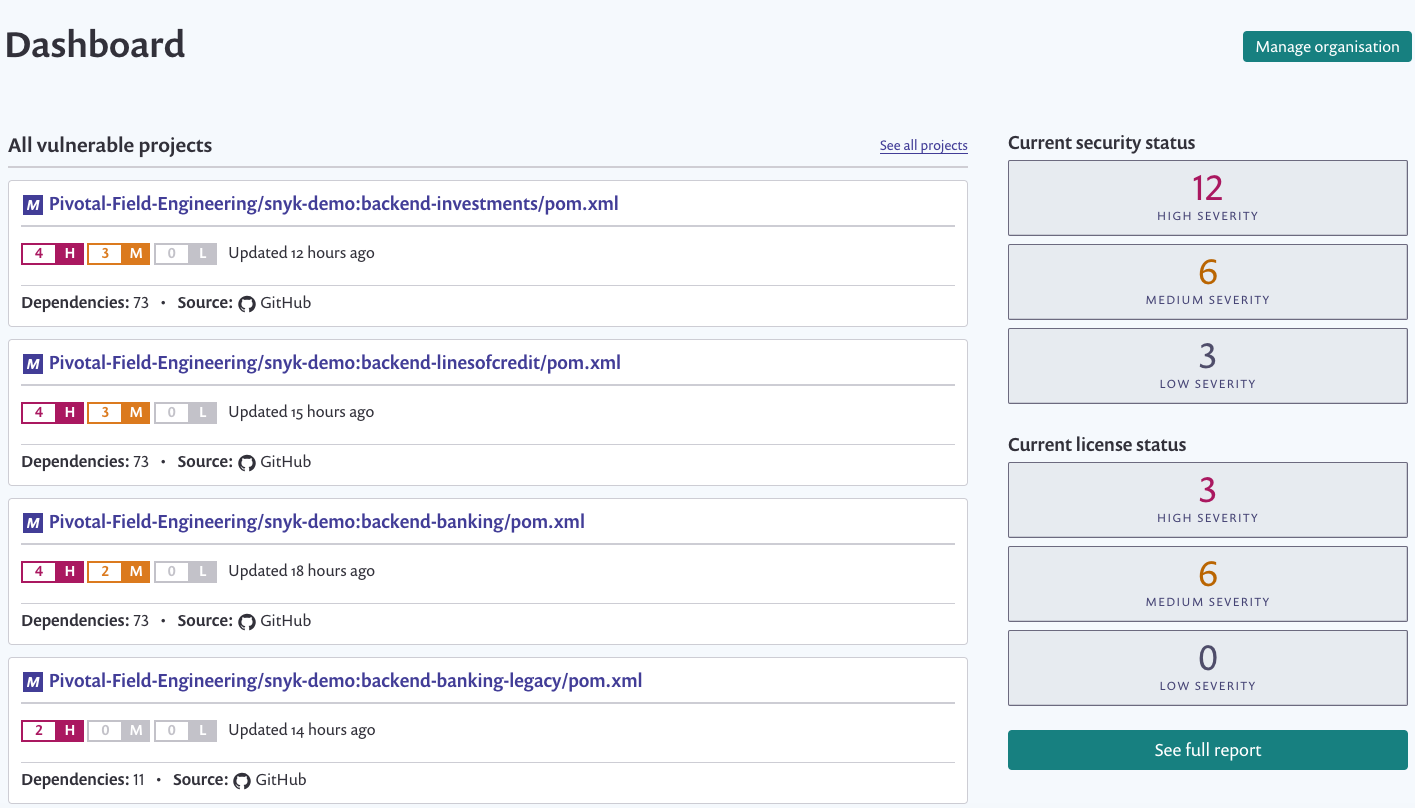 Dashboard
Manage organisation
All vulnerable projects
See all projects
M Pivotal-Field-Engineering/snyk-demo:backend-investments/pom.xml
4 H 3 M 0 L Updated 12 hours ago
Dependencies: 73 • Source: GitHub
M Pivotal-Field-Engineering/snyk-demo:backend-linesofcredit/pom.xml
4 H 3 M 0 L Updated 15 hours ago
Dependencies: 73 • Source: GitHub
M Pivotal-Field-Engineering/snyk-demo:backend-banking/pom.xml
4 H 2 M 0 L Updated 18 hours ago
Dependencies: 73 • Source: GitHub
M Pivotal-Field-Engineering/snyk-demo:backend-banking-legacy/pom.xml
2 H 0 M 0 L Updated 14 hours ago
Dependencies: 11 • Source: GitHub
Current security status
12
HIGH SEVERITY
6
MEDIUM SEVERITY
3
LOW SEVERITY
Current license status
3
HIGH SEVERITY
6
MEDIUM SEVERITY
0
LOW SEVERITY
See full report